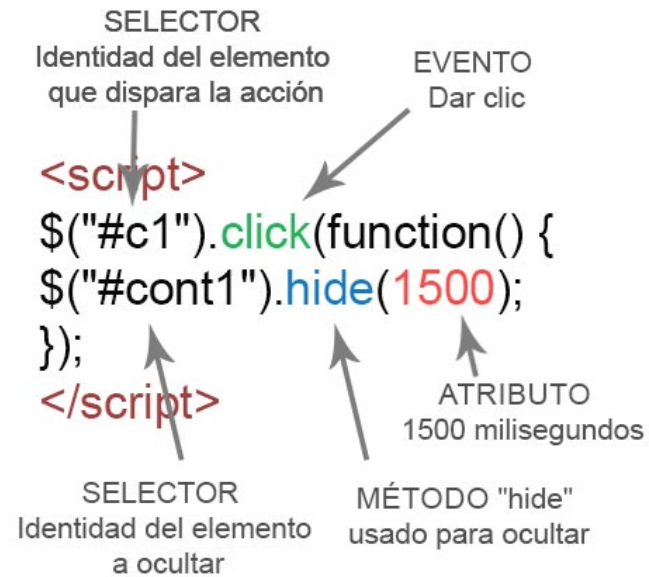 SELECTOR
Identidad del elemento
que dispara la acción
EVENTO
Dar clic
<script>
$("#c1").click(function() {
$("#cont1").hide(1500);
});
</script>
ATRIBUTO
1500 milisegundos
SELECTOR
Identidad del elemento
a ocultar
MÉTODO "hide"
usado para ocultar